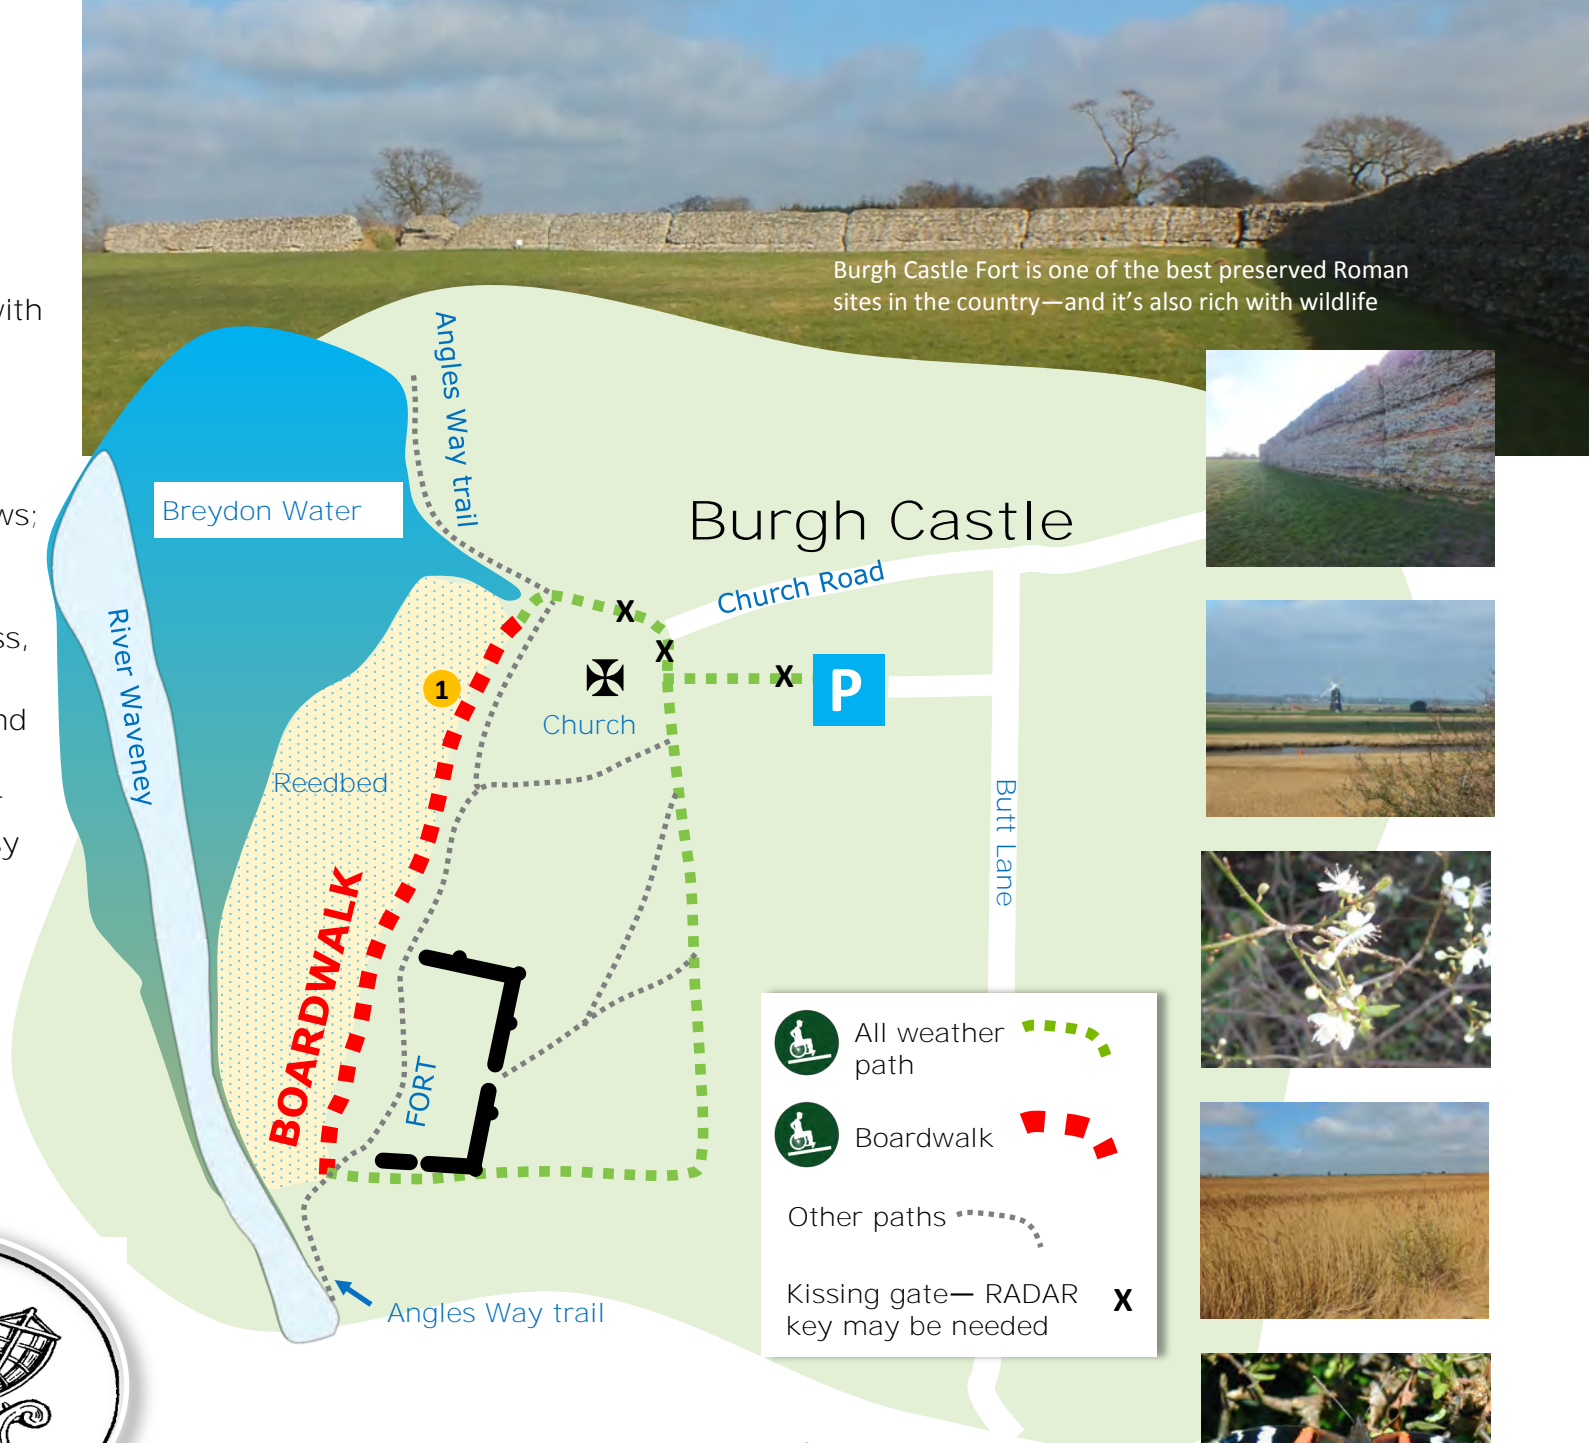 Burgh Castle Fort is one of the best preserved Roman
sites in the country—and it's also rich with wildlife
Angles Way trail
Breydon Water
Burgh Castle
Church Road
River Waveney
1
X
X
X
P
Church
Reedbed
Butt Lane
BOARDWALK
FORT
All weather
path
Boardwalk
Other paths
Kissing gate— RADAR
key may be needed
X
Angles Way trail